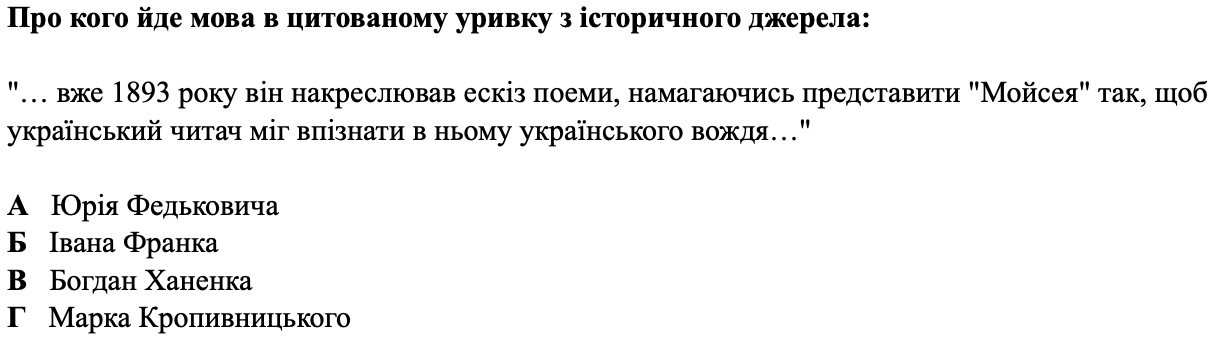 Про кого йде мова в цитованому уривку з історичного джерела:
"… вже 1893 року він накреслював ескіз поеми, намагаючись представити "Мойсея" так, щоб
український читач міг впізнати в ньому українського вождя…"
А Юрія Федьковича
Б Івана Франка
В Богдан Ханенка
Г Марка Кропивницького